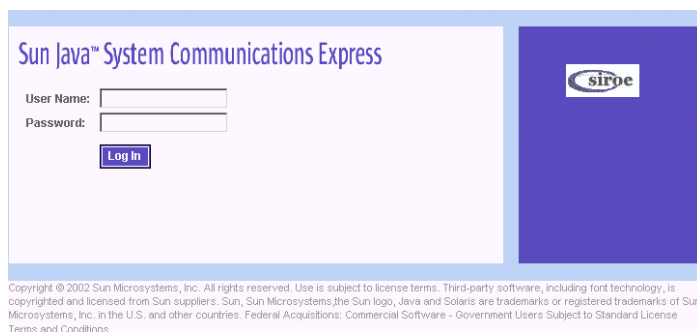 Sun Java™ System Communications Express
siroe
User Name:
Password:
Log In
Copyright © 2002 Sun Microsystems, Inc. All rights reserved. Use is subject to license terms. Third-party software, including font technology, is
copyrighted and licensed from Sun suppliers. Sun, Sun Microsystems,the Sun logo, Java and Solaris are trademarks or registered trademarks of Sun
Microsystems, Inc. in the U.S. and other countries. Federal Acquisitions: Commercial Software - Government Users Subject to Standard License
Terms and Conditions.